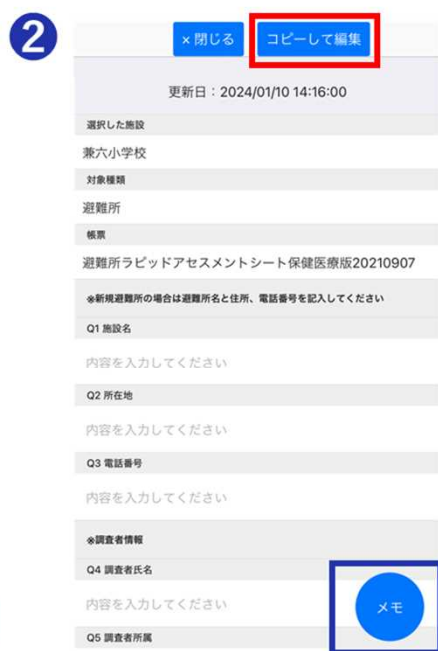 2
×閉じる コピーして編集
更新日：2024/01/10 14:16:00
選択した施設
兼六小学校
対象種類
避難所
帳票
避難所ラピッドアセスメントシート保健医療版20210907
※新規避難所の場合は避難所名と住所、電話番号を記入してください
Q1 施設名
内容を入力してください
Q2 所在地
内容を入力してください
Q3 電話番号
内容を入力してください
※調査者情報
Q4 調査者氏名
内容を入力してください
メモ
Q5 調査者所属